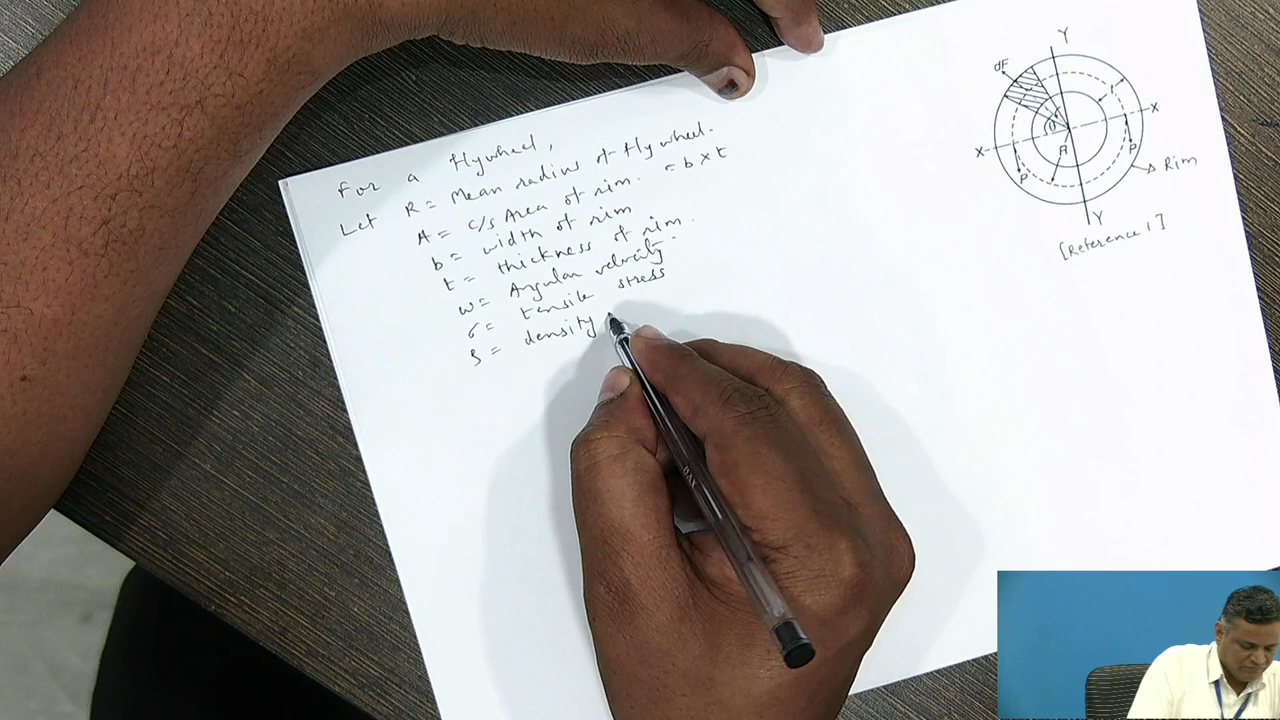 For a flywheel,
Let R = Mean radius of flywheel.
A = c/s Area of rim. = b × t
b = width of rim
t = thickness of rim.
ω = Angular velocity.
σ = tensile stress
ρ = density
Y
dF
t
X
θ
R
X
P
P
Rim
Y
[Reference 1]